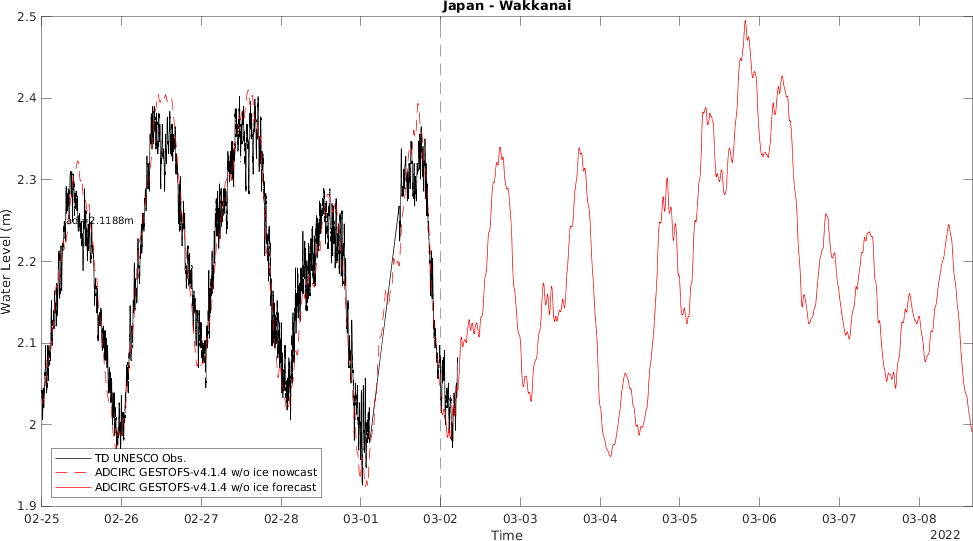 Japan - Wakkanai
2.5
2.4
2.3
2.2
2.1
2
1.9
Water Level (m)
=2.1188m
TD UNESCO Obs.
ADCIRC GESTOFS-v4.1.4 w/o ice nowcast
ADCIRC GESTOFS-v4.1.4 w/o ice forecast
02-25 02-26 02-27 02-28 03-01 03-02 03-03 03-04 03-05 03-06 03-07 03-08
Time
2022